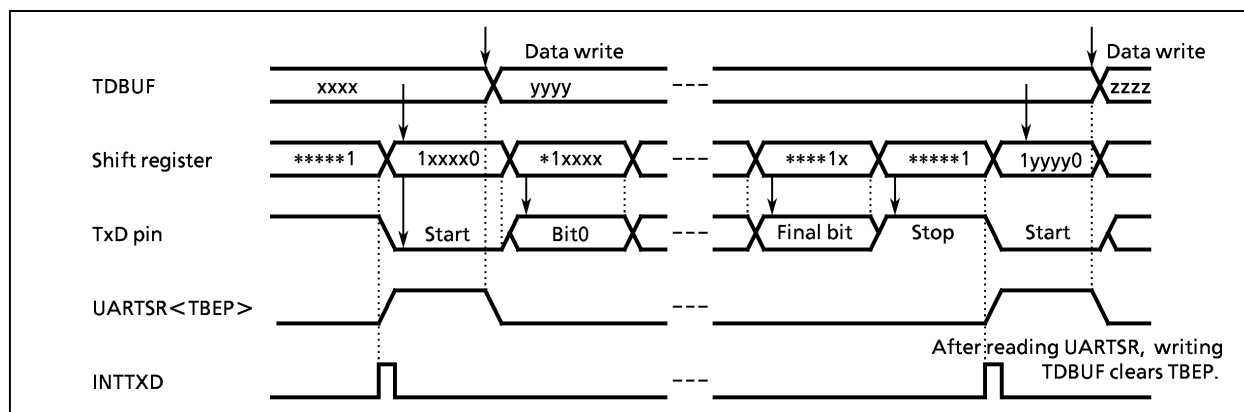 Data write Data write
TDBUF xxxx yyyy zzzz
Shift register *****1 1xxxx0 *1xxxx ****1x *****1 1yyyy0
TxD pin Start Bit0 Final bit Stop Start
UARTSR<TBEP>
After reading UARTSR, writing
TDBUF clears TBEP.
INTTXD